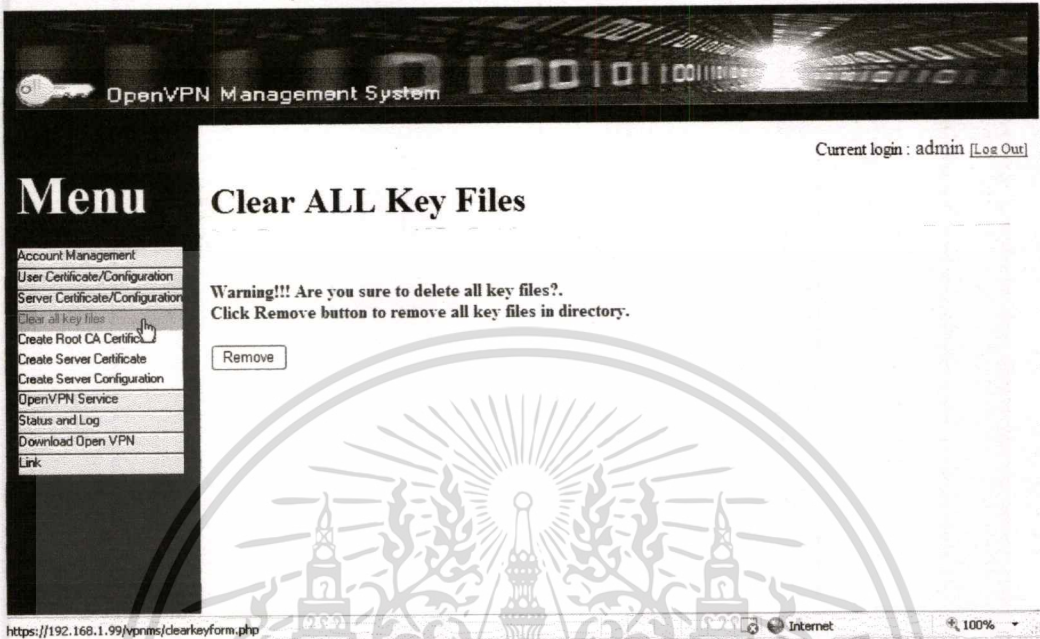 OpenVPN Management System
Current login : admin [Log Out]
Menu
Clear ALL Key Files
Account Management
User Certificate/Configuration
Server Certificate/Configuration
Clear all key files
Create Root CA Certific
Create Server Certificate
Create Server Configuration
OpenVPN Service
Status and Log
Download Open VPN
Link
Warning!!! Are you sure to delete all key files?.
Click Remove button to remove all key files in directory.
Remove
https://192.168.1.99/vpnms/clearkeyform.php
Internet
100%